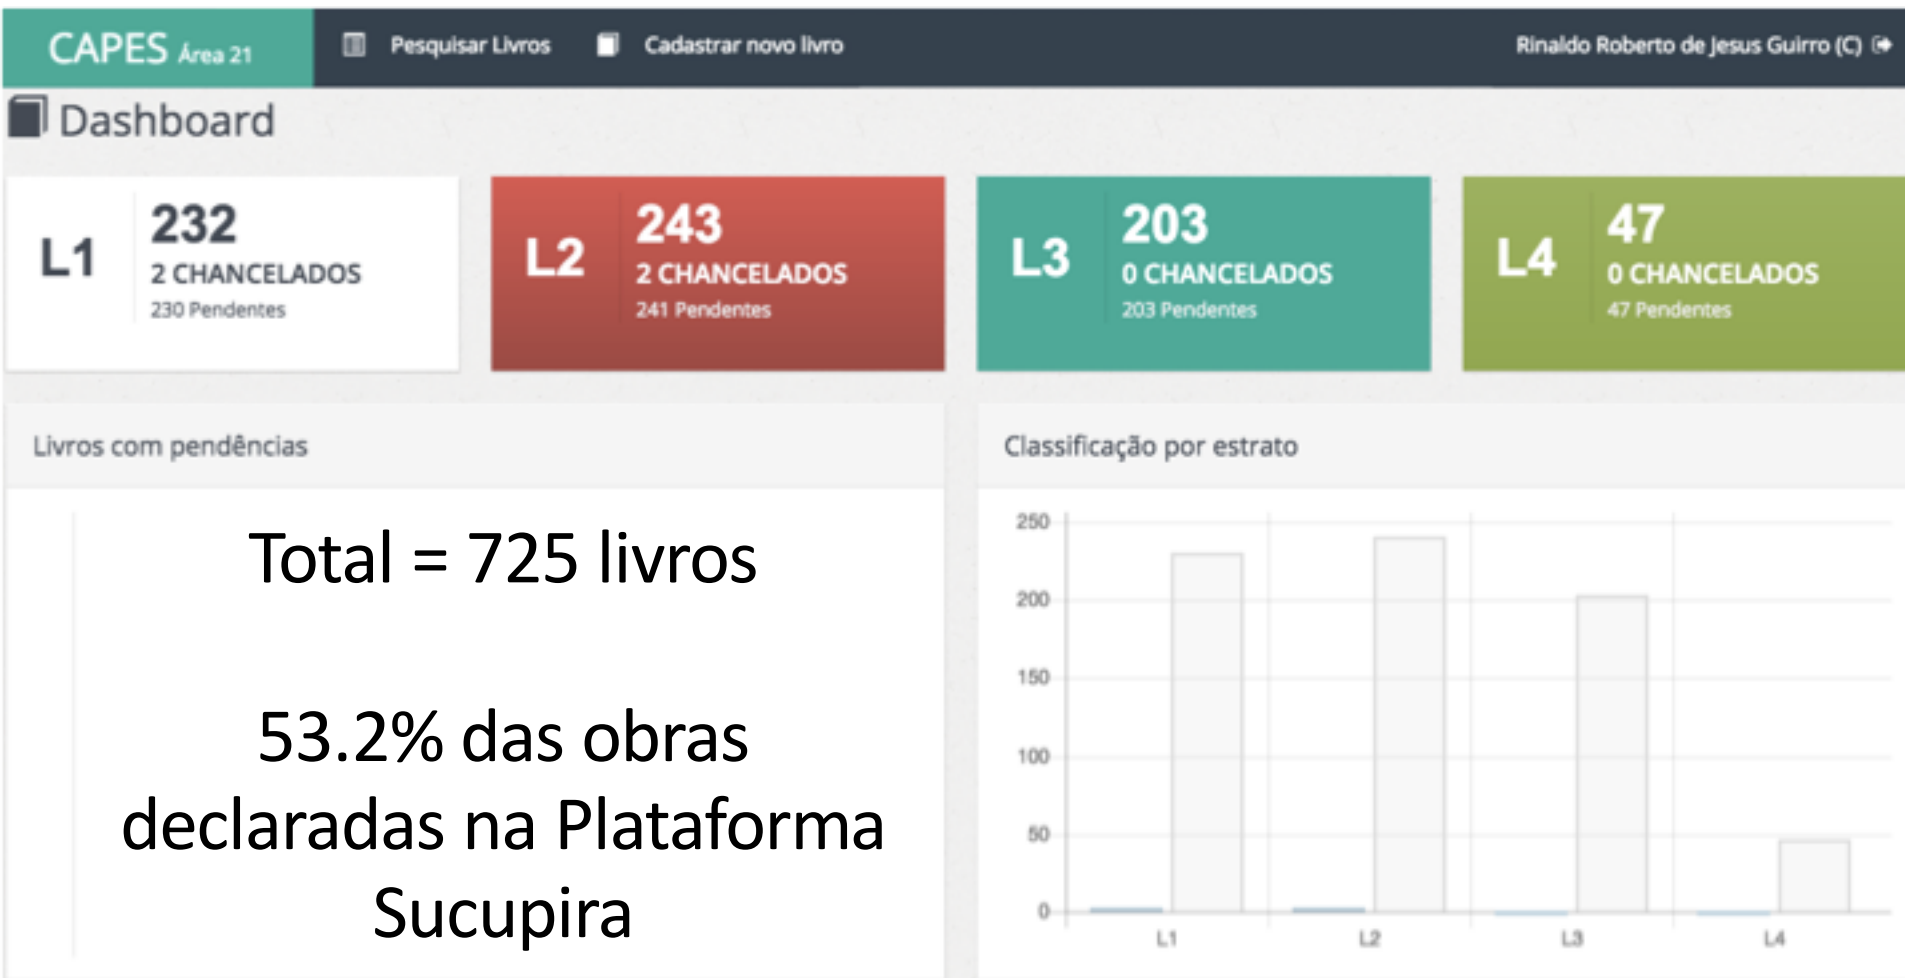 CAPES Área 21
Pesquisar Livros
Cadastrar novo livro
Rinaldo Roberto de Jesus Guirro (C)
Dashboard
L1
232
2 CHANCELADOS
230 Pendentes
L2
243
2 CHANCELADOS
241 Pendentes
L3
203
0 CHANCELADOS
203 Pendentes
L4
47
0 CHANCELADOS
47 Pendentes
Livros com pendências
Total = 725 livros
53.2% das obras
declaradas na Plataforma
Sucupira
Classificação por estrato
250
200
150
100
50
0
L1
L2
L3
L4